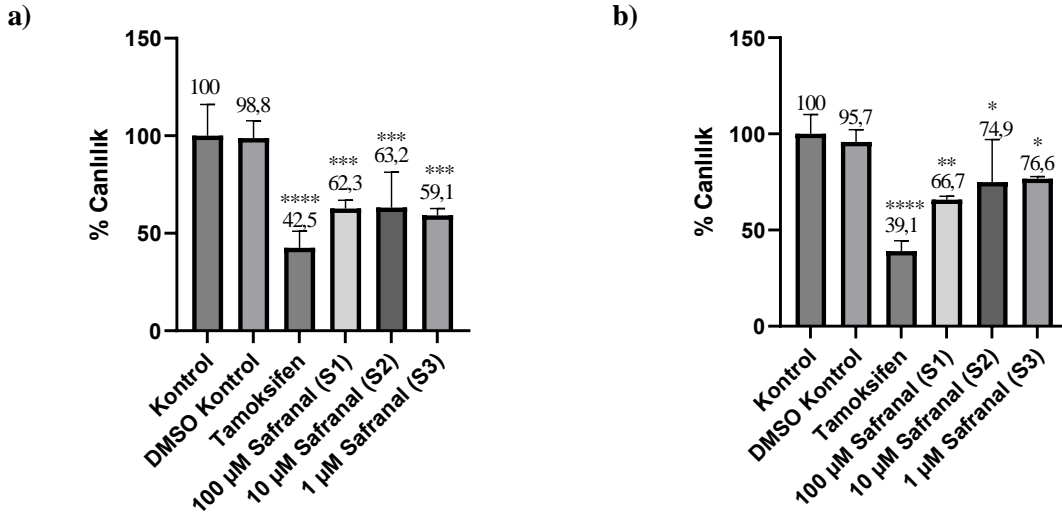 a)
% Canlılık
150
100
50
0
100
98,8
****
42,5
***
62,3
***
63,2
***
59,1
Kontrol
DMSO Kontrol
Tamoksifen
100 µM Safranal (S1)
10 µM Safranal (S2)
1 µM Safranal (S3)
b)
% Canlılık
150
100
50
0
100
95,7
****
39,1
**
66,7
*
74,9
*
76,6
Kontrol
DMSO Kontrol
Tamoksifen
100 µM Safranal (S1)
10 µM Safranal (S2)
1 µM Safranal (S3)